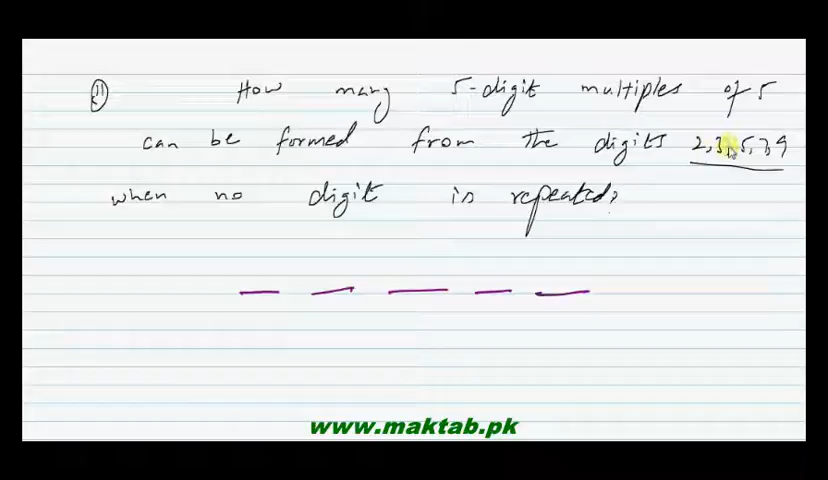 11 How many 5-digit multiples of 5
can be formed from the digits 2,3,5,7,9
when no digit is repeated?
www.maktab.pk